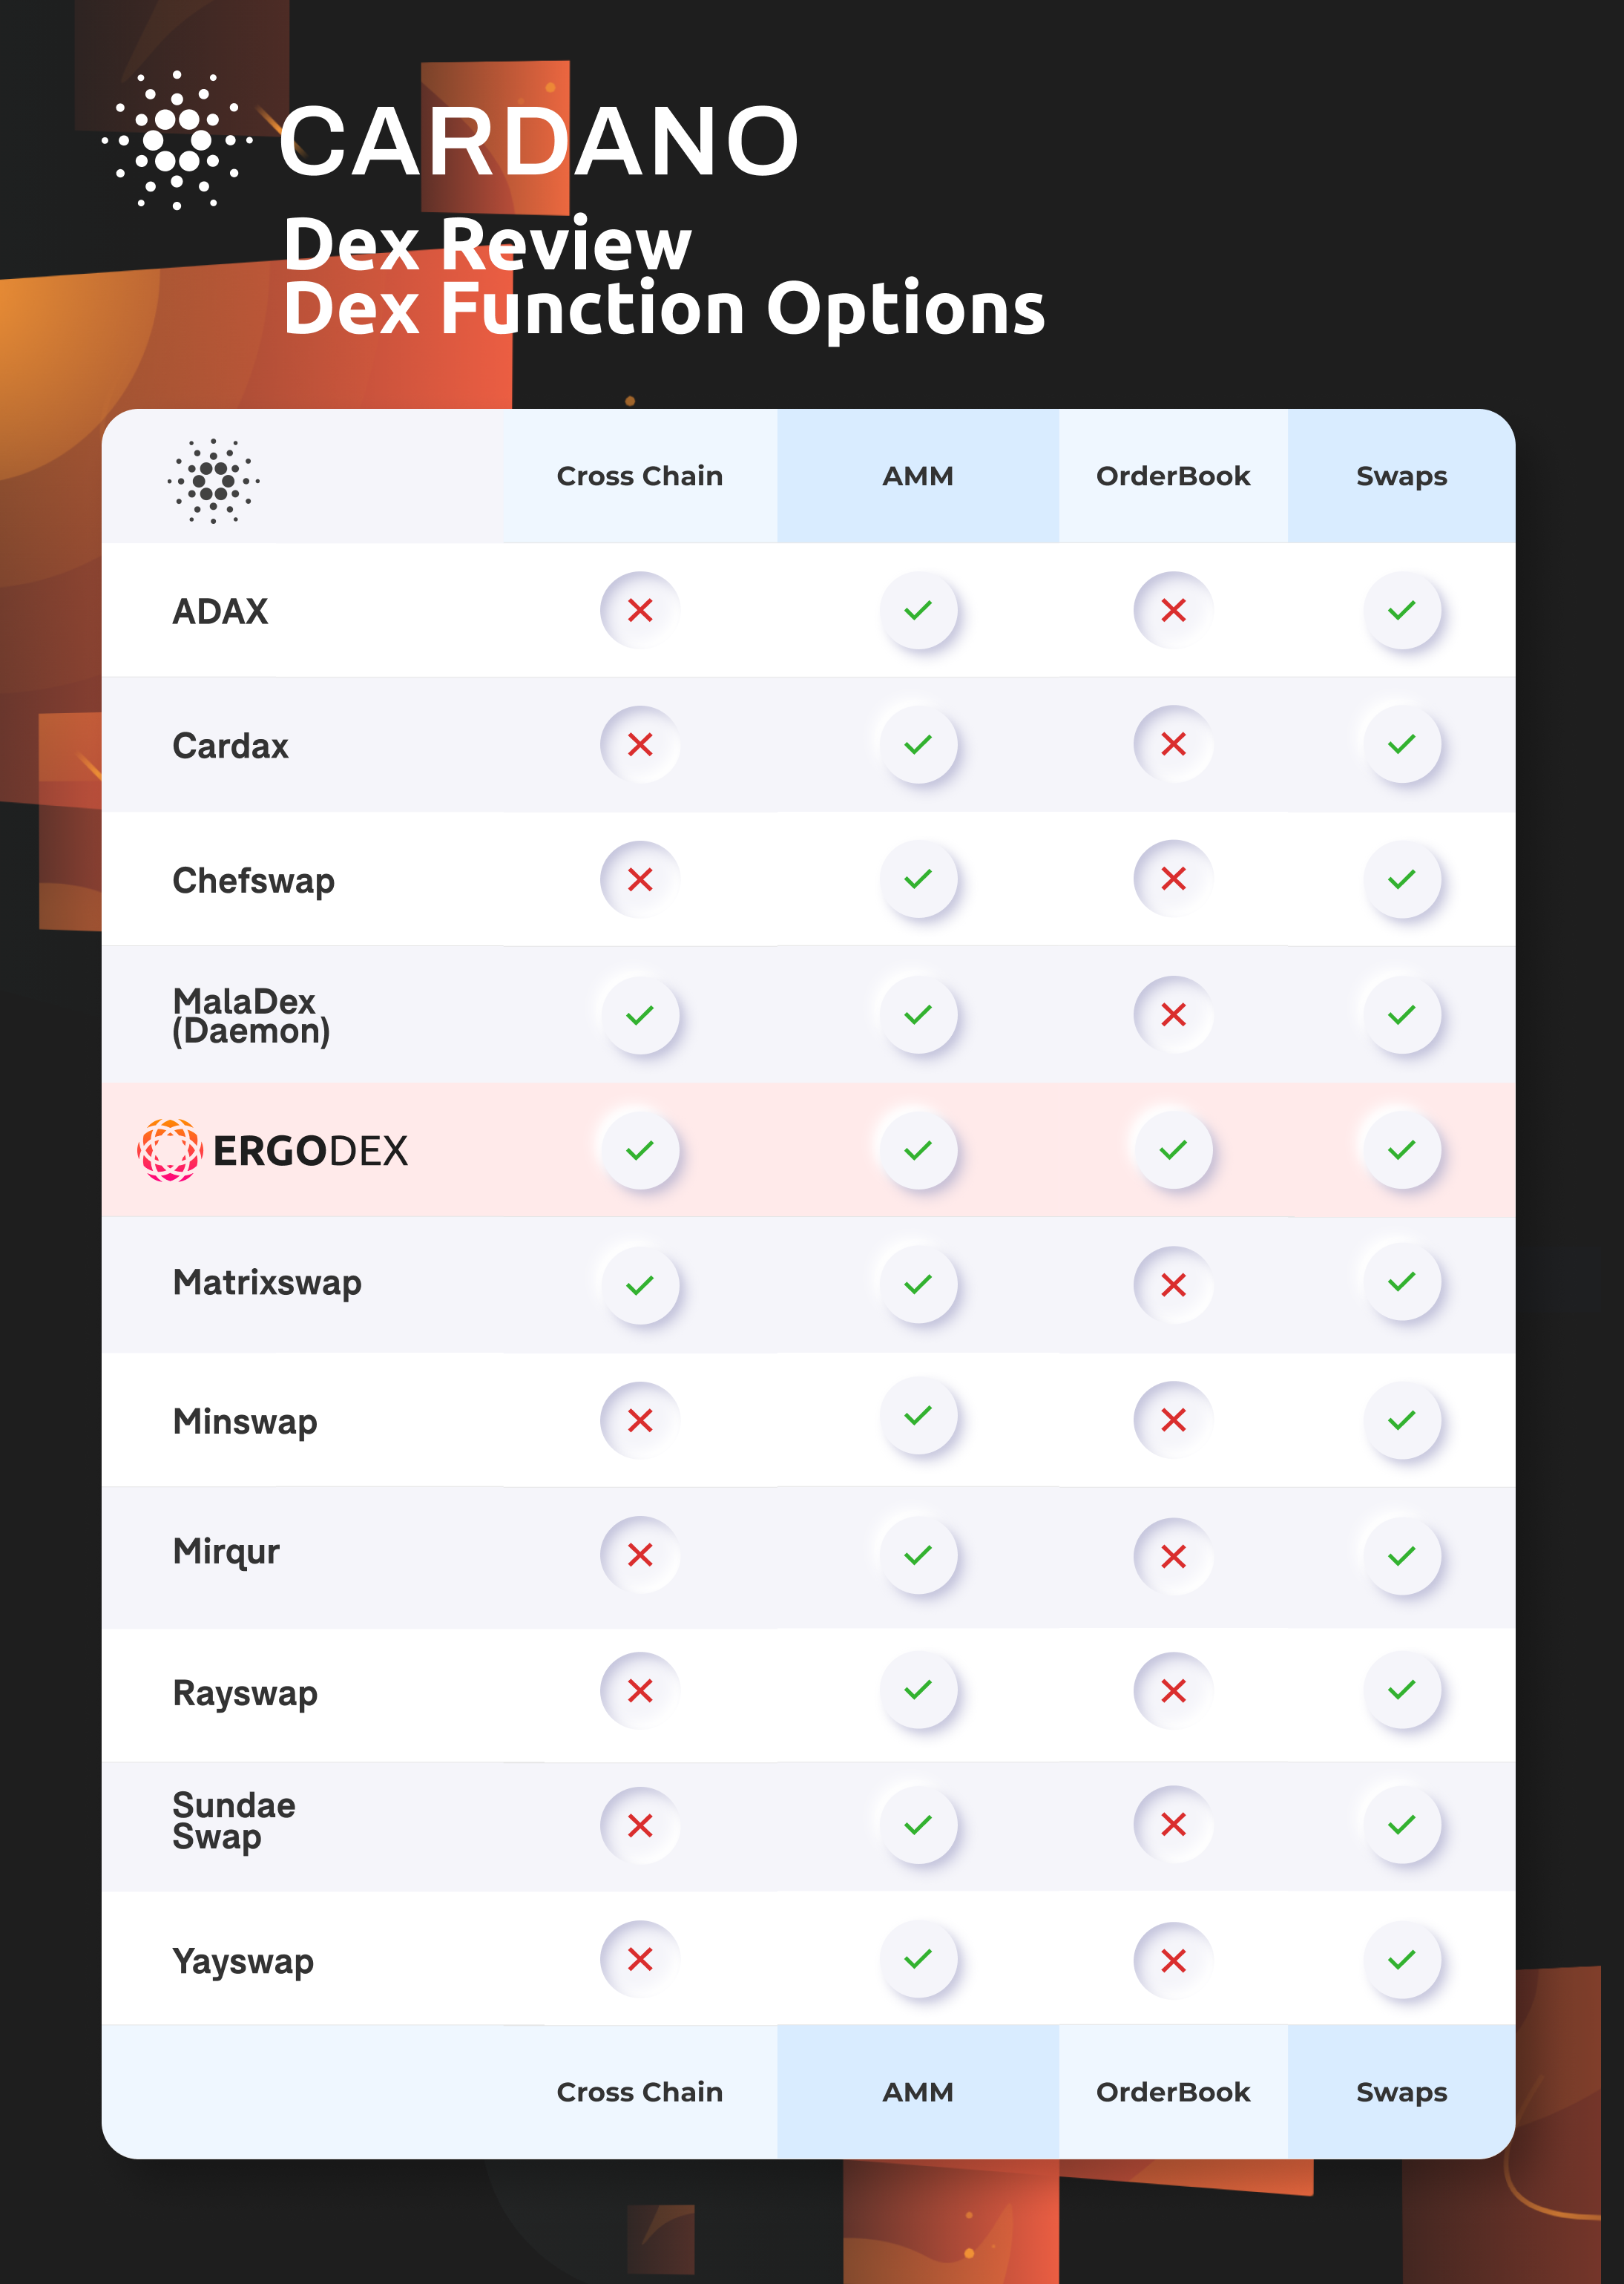 CARDANO
Dex Review
Dex Function Options
Cross Chain AMM OrderBook Swaps
ADAX
Cardax
Chefswap
MalaDex
(Daemon)
ERGODEX
Matrixswap
Minswap
Mirqur
Rayswap
Sundae
Swap
Yayswap
Cross Chain AMM OrderBook Swaps